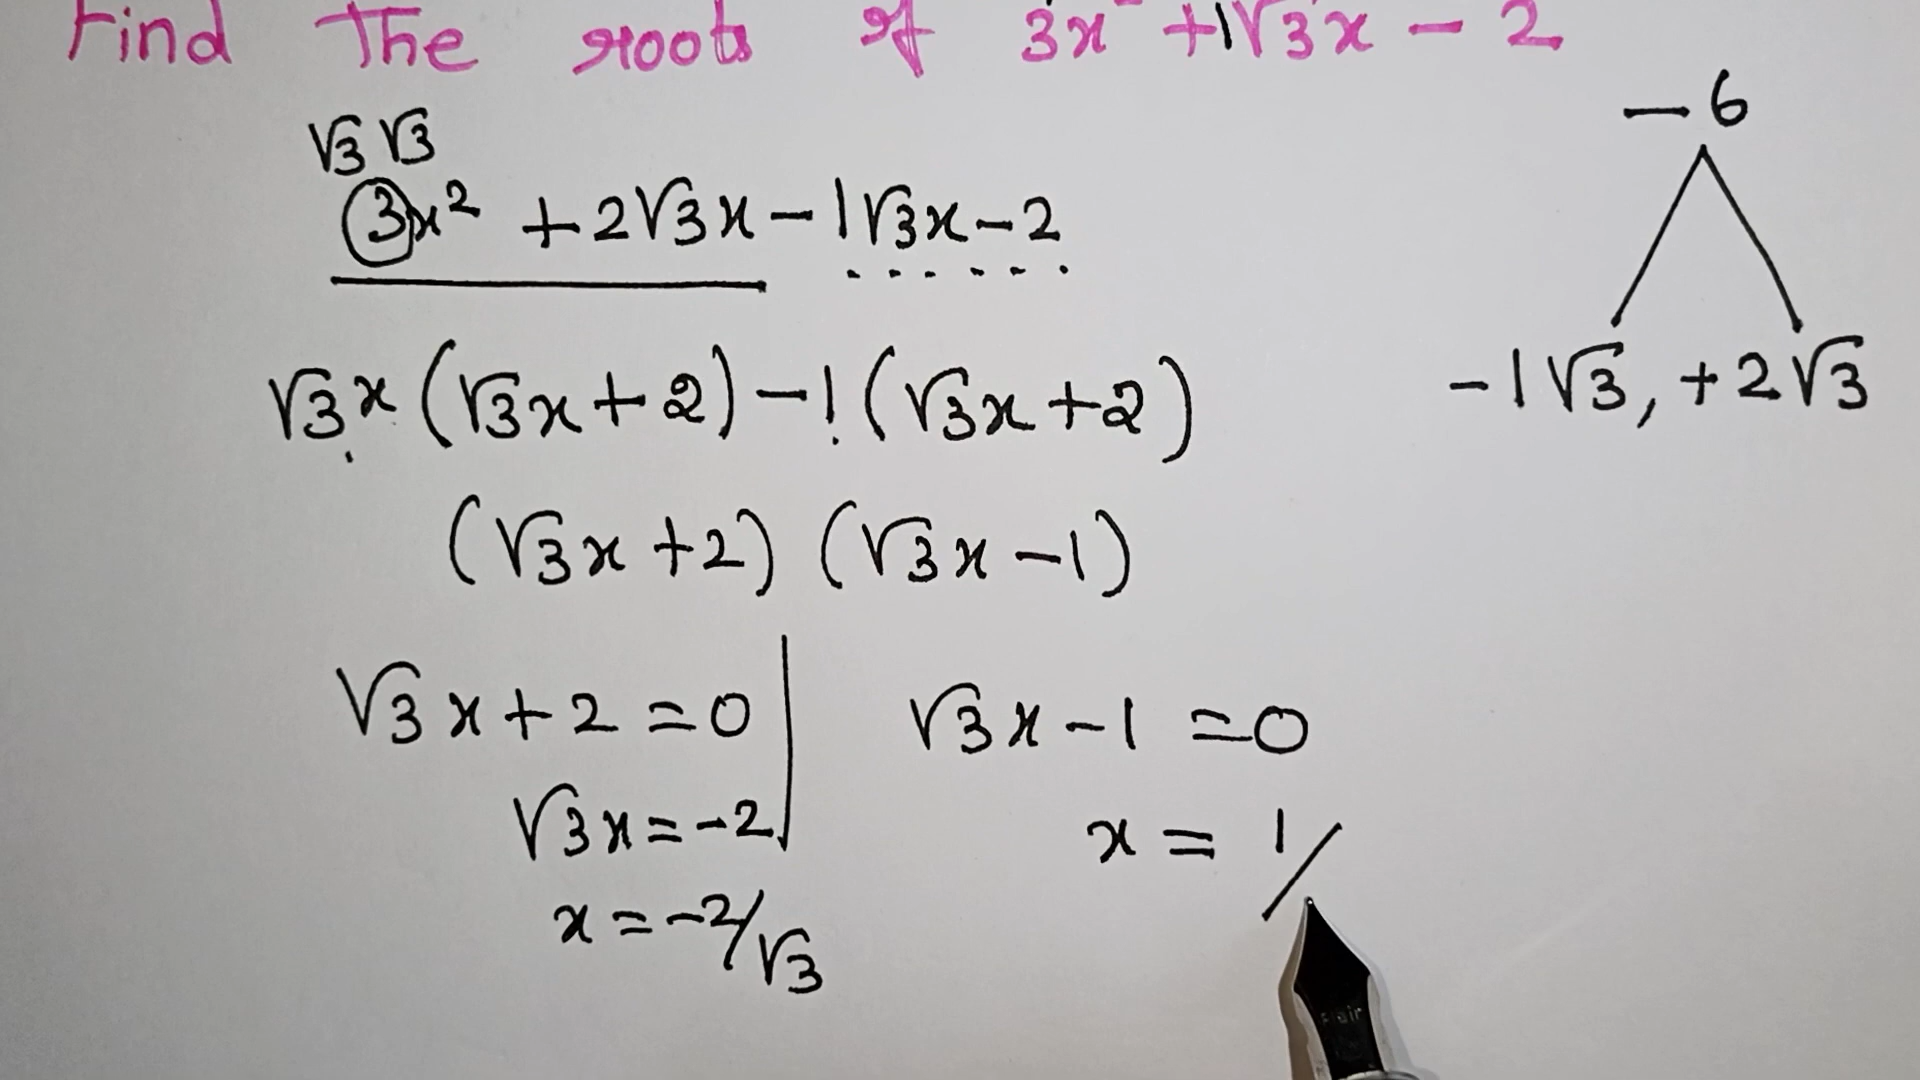 Find The roots of 3x² +1√3x - 2
- 6
√3 √3
3x² +2√3x -1√3x -2
-1√3, +2√3
√3x (√3x+2) -1 (√3x+2)
(√3x +2) (√3x -1)
√3x+2=0
√3x-1=0
√3x=-2
x = 1/
x=-2/√3
Flair